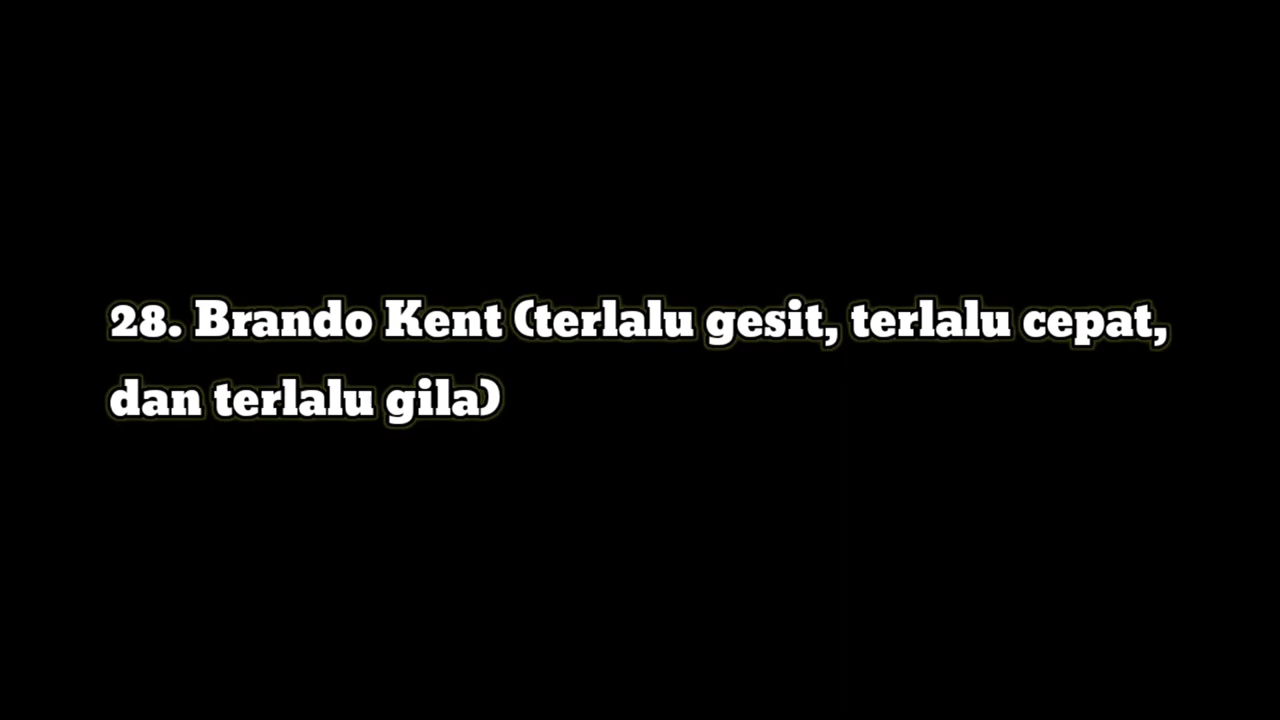 28. Brando Kent (terlalu gesit, terlalu cepat,
dan terlalu gila)